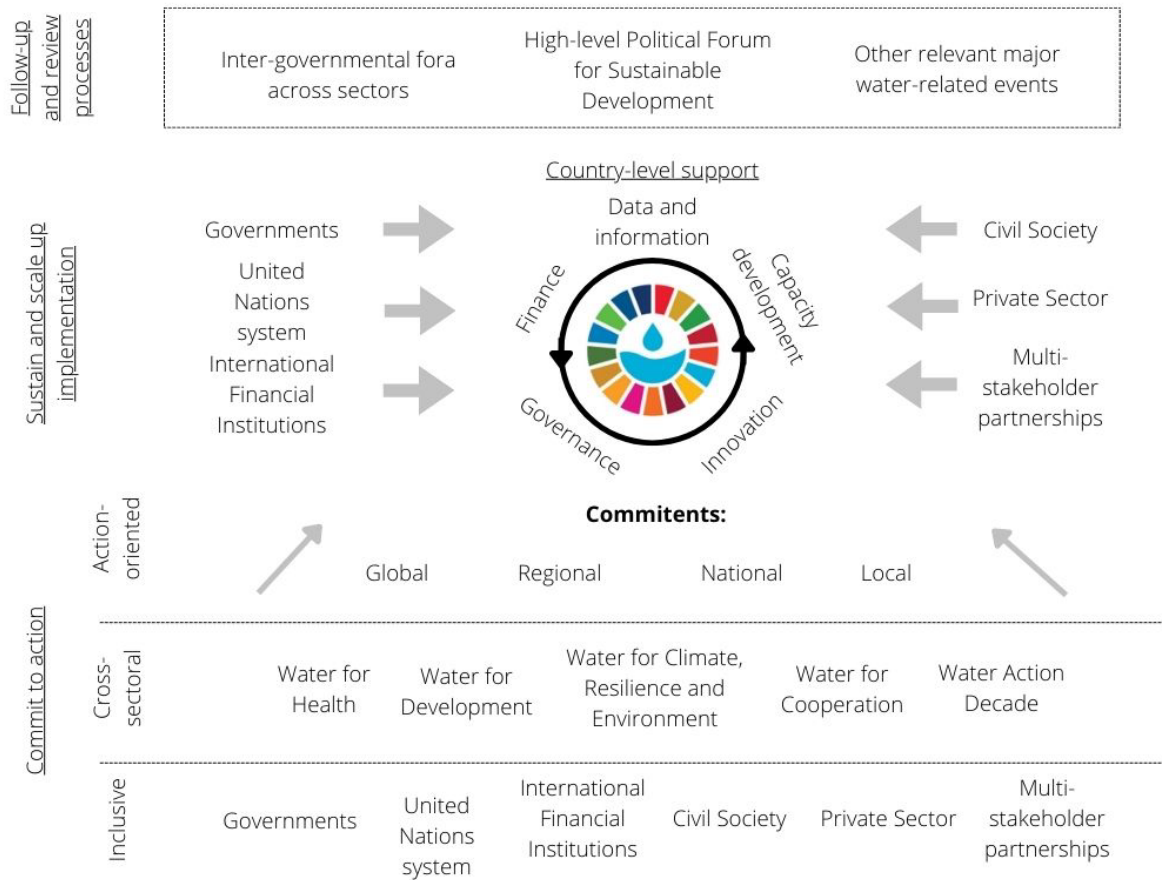 Follow-up
and review
processes
Inter-governmental fora
across sectors
High-level Political Forum
for Sustainable
Development
Other relevant major
water-related events
Sustain and scale up
implementation
Country-level support
Governments
United
Nations
system
International
Financial
Institutions
Data and
information
Capacity
development
Innovation
Governance
Finance
Civil Society
Private Sector
Multi-
stakeholder
partnerships
Commit to action
Action-
oriented
Commitents:
Global
Regional
National
Local
Cross-
sectoral
Water for
Health
Water for
Development
Water for Climate,
Resilience and
Environment
Water for
Cooperation
Water Action
Decade
Inclusive
Governments
United
Nations
system
International
Financial
Institutions
Civil Society
Private Sector
Multi-
stakeholder
partnerships